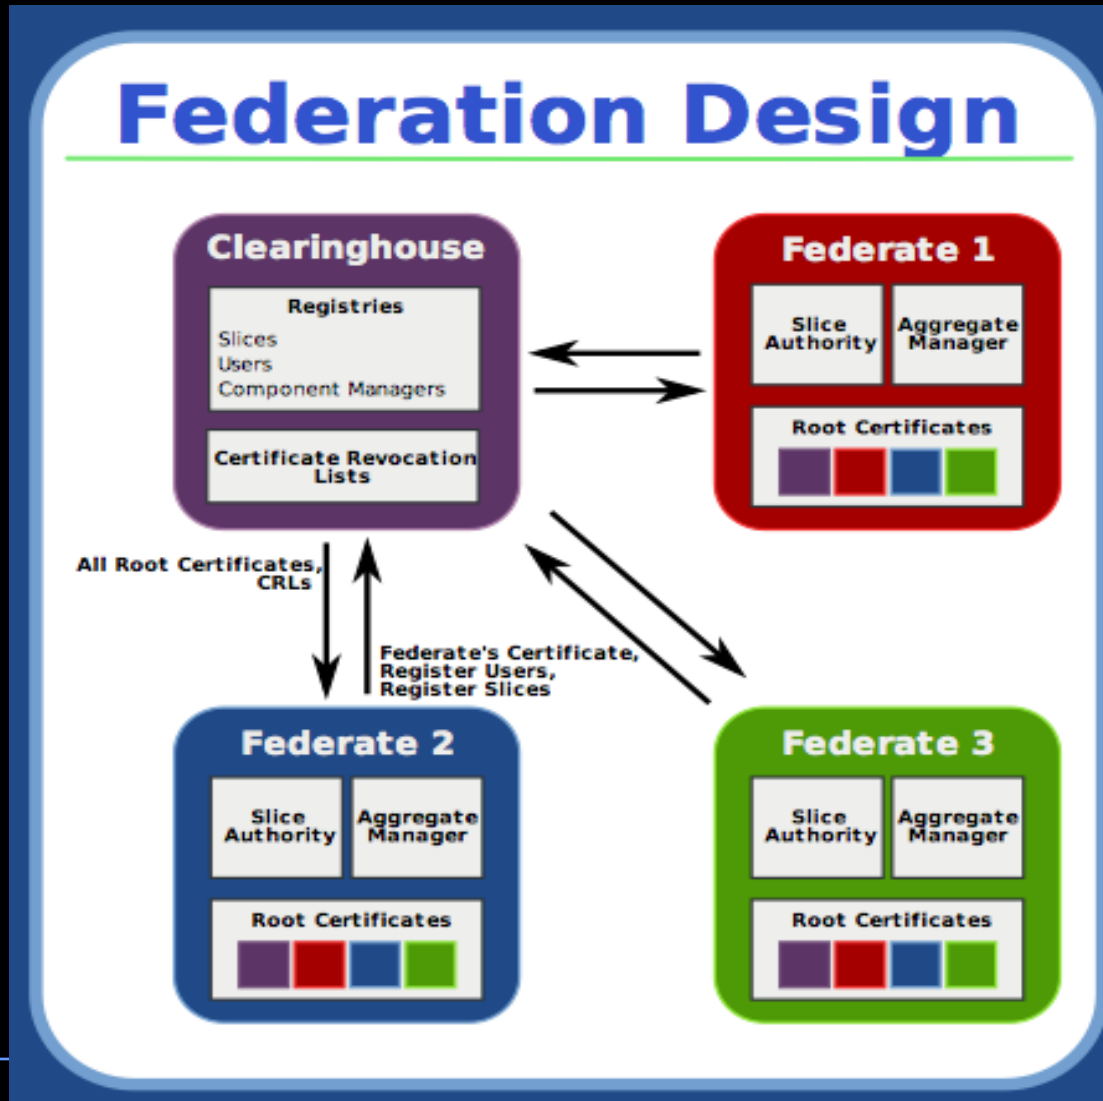 Federation Design
Clearinghouse
Registries
Slices
Users
Component Managers
Certificate Revocation
Lists
Federate 1
Slice
Authority
Aggregate
Manager
Root Certificates
All Root Certificates,
CRLs
Federate's Certificate,
Register Users,
Register Slices
Federate 2
Slice
Authority
Aggregate
Manager
Root Certificates
Federate 3
Slice
Authority
Aggregate
Manager
Root Certificates